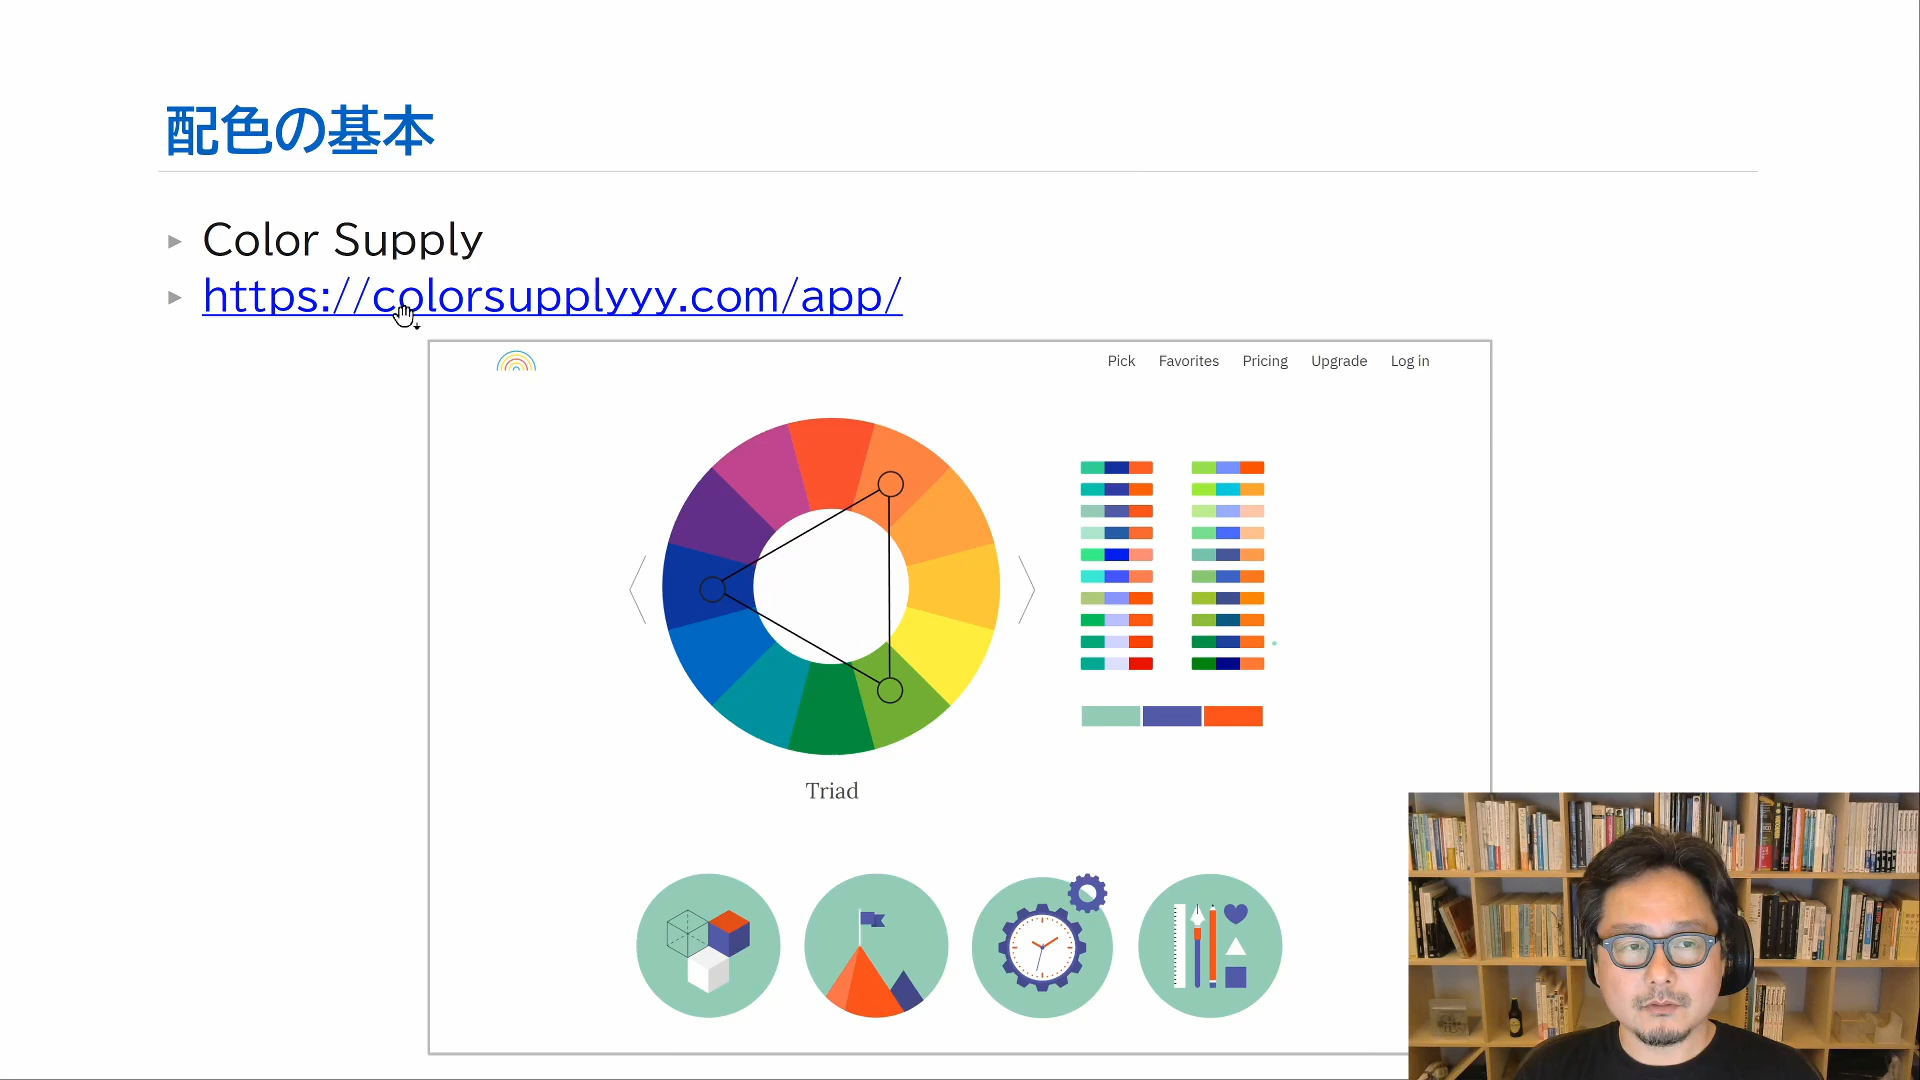 配色の基本
Color Supply
https://colorsupplyyy.com/app/
Pick Favorites Pricing Upgrade Log in
Triad